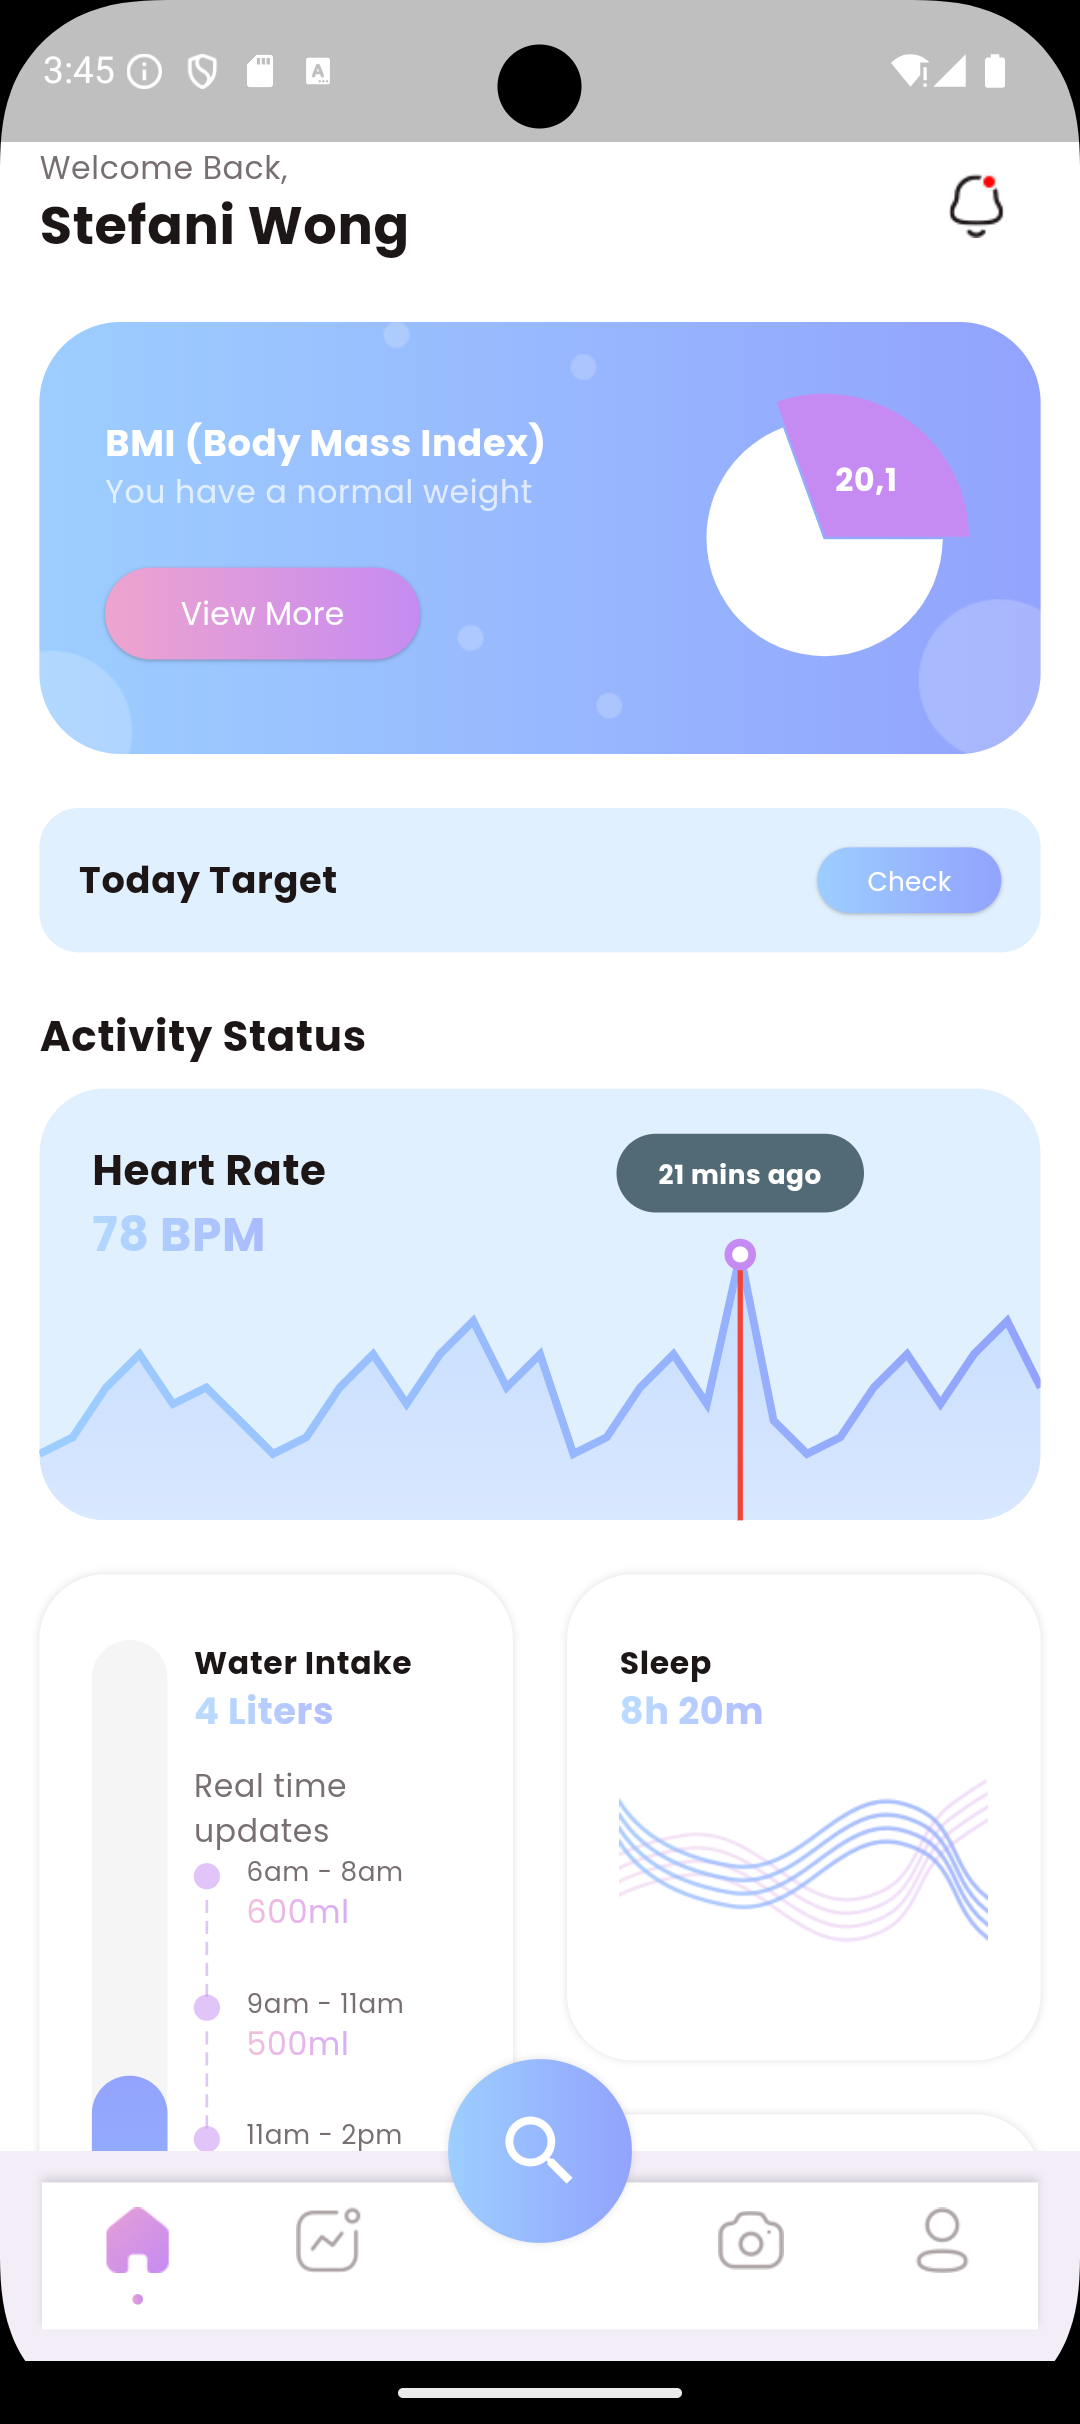 3:45
Welcome Back,
Stefani Wong
BMI (Body Mass Index)
You have a normal weight
20,1
View More
Today Target
Check
Activity Status
Heart Rate
78 BPM
21 mins ago
Water Intake
4 Liters
Real time
updates
6am - 8am
600ml
9am - 11am
500ml
11am - 2pm
Sleep
8h 20m